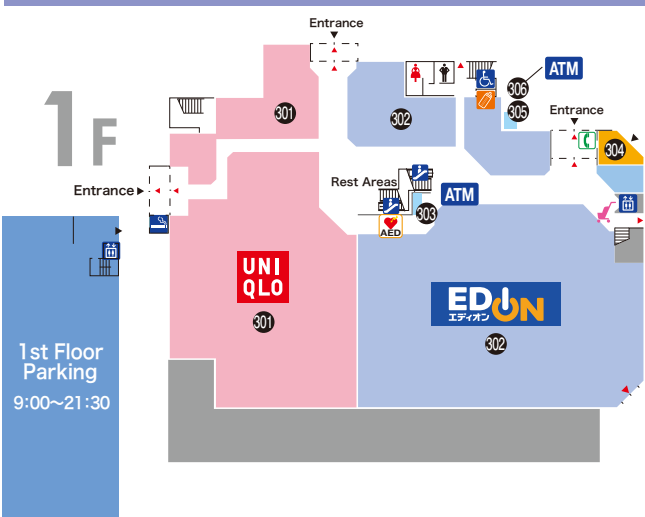 1F
Entrance
ATM
306
305
301
302
Entrance
304
Rest Areas
Entrance
ATM
303
AED
UNI
QLO
EDION
エディオン
301
302
1st Floor
Parking
9:00～21:30